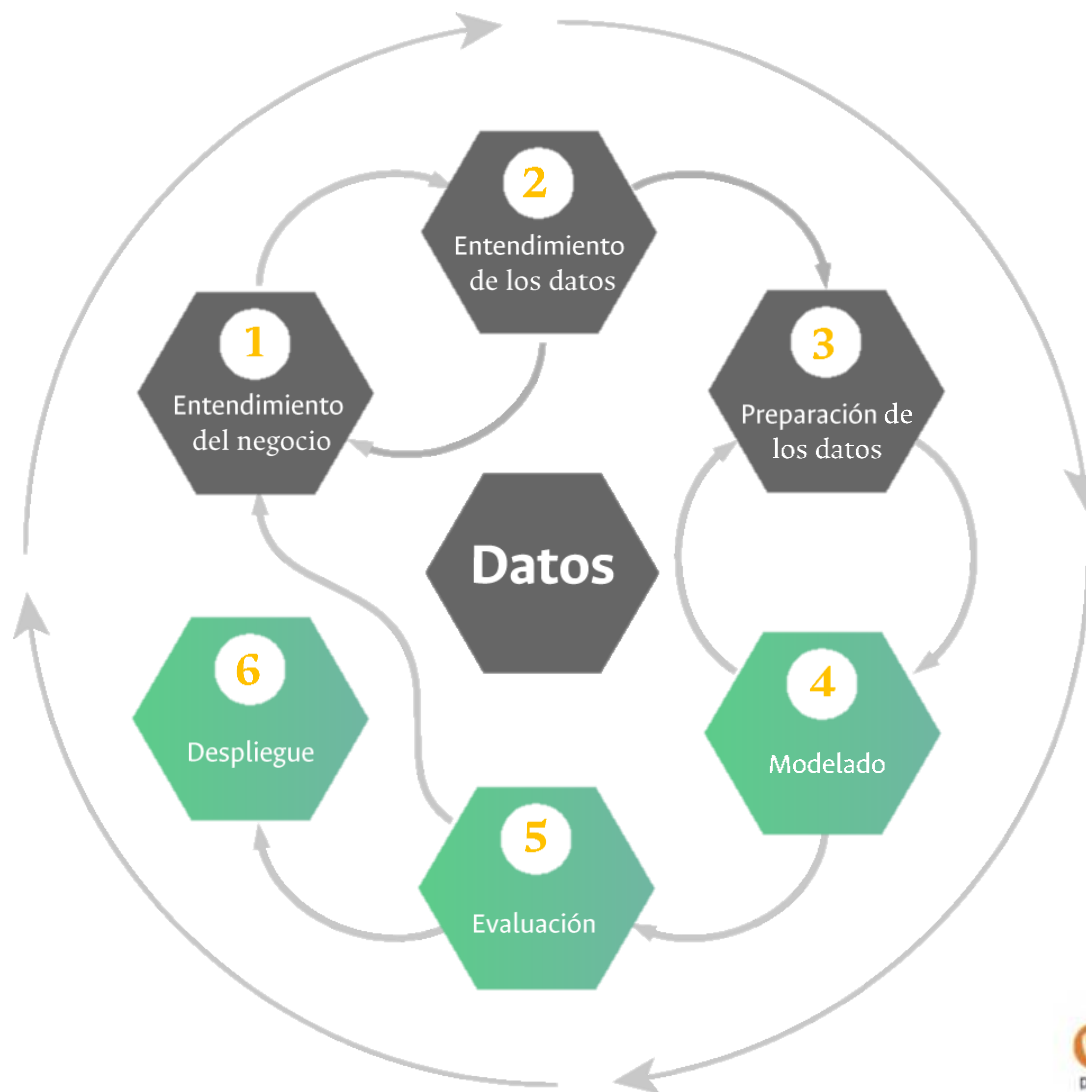 1
Entendimiento
del negocio
2
Entendimiento
de los datos
3
Preparación de
los datos
Datos
4
Modelado
5
Evaluación
6
Despliegue